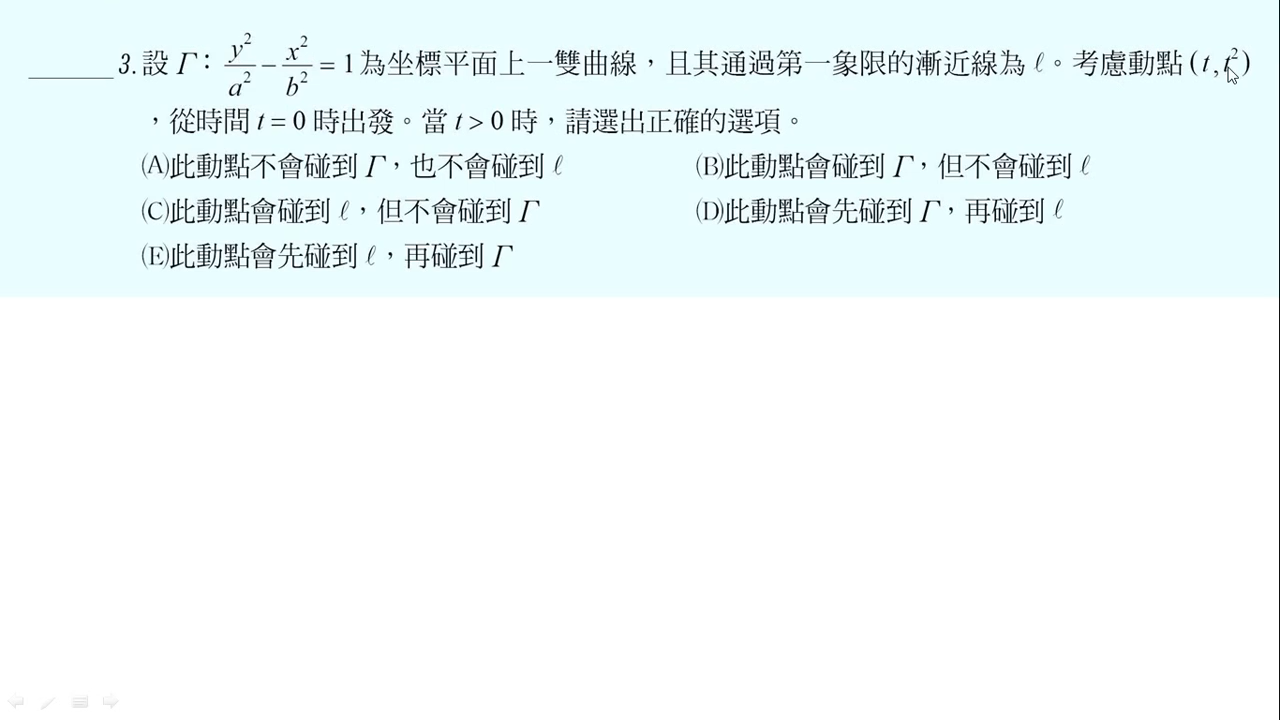 ______3. 設 Γ：y²/a² − x²/b² = 1 為坐標平面上一雙曲線，且其通過第一象限的漸近線為 ℓ。考慮動點 (t, t²)
，從時間 t = 0 時出發。當 t > 0 時，請選出正確的選項。
(A)此動點不會碰到 Γ，也不會碰到 ℓ (B)此動點會碰到 Γ，但不會碰到 ℓ
(C)此動點會碰到 ℓ，但不會碰到 Γ (D)此動點會先碰到 Γ，再碰到 ℓ
(E)此動點會先碰到 ℓ，再碰到 Γ